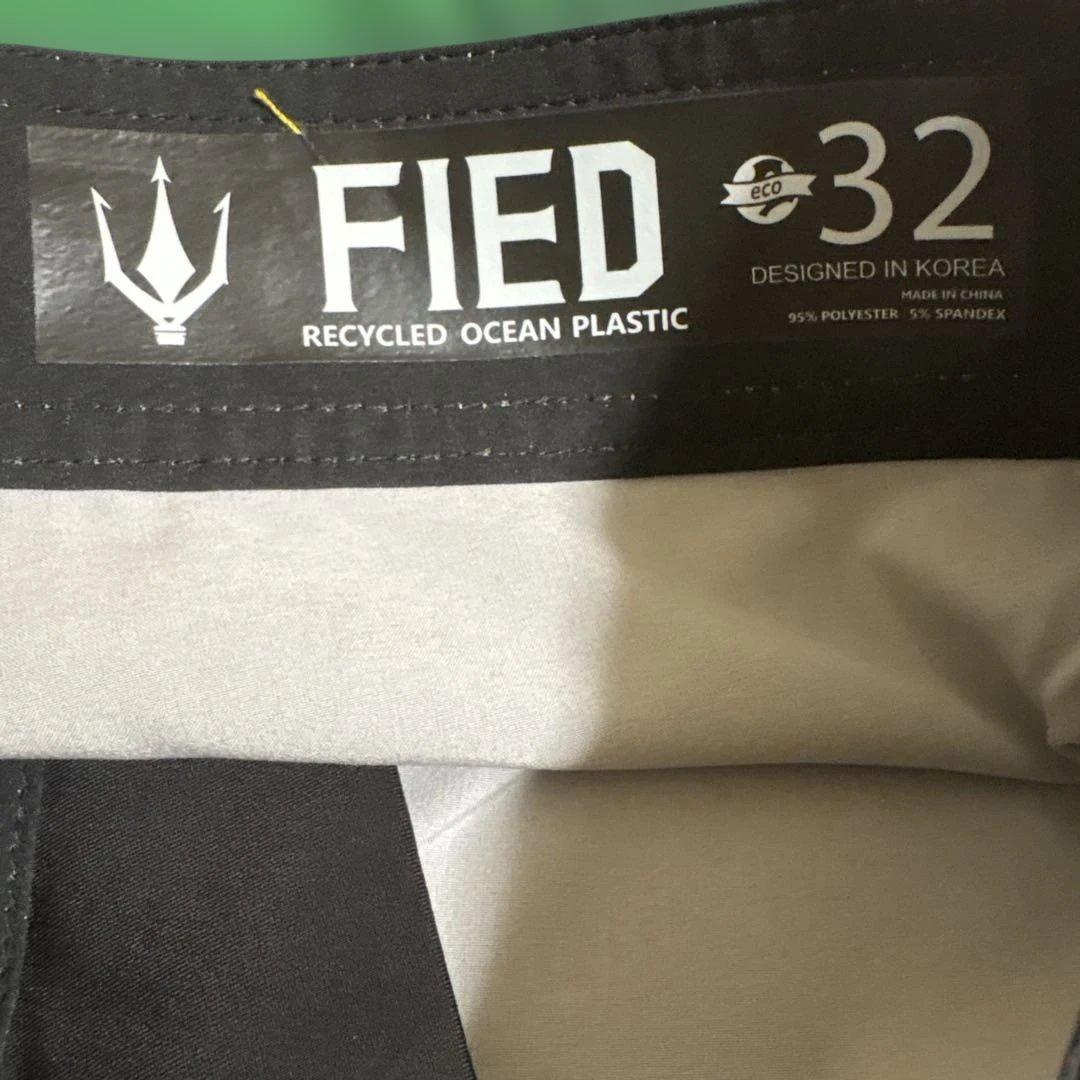 FIED
RECYCLED OCEAN PLASTIC
eco
32
DESIGNED IN KOREA
MADE IN CHINA
95% POLYESTER 5% SPANDEX